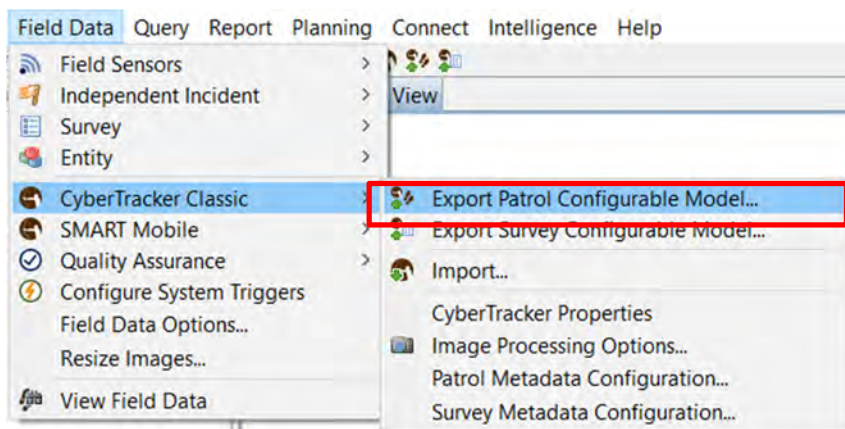 Field Data Query Report Planning Connect Intelligence Help
Field Sensors
Independent Incident
View
Survey
Entity
CyberTracker Classic
Export Patrol Configurable Model...
SMART Mobile
Export Survey Configurable Model...
Quality Assurance
Import...
Configure System Triggers
CyberTracker Properties
Field Data Options...
Image Processing Options...
Resize Images...
Patrol Metadata Configuration...
View Field Data
Survey Metadata Configuration...